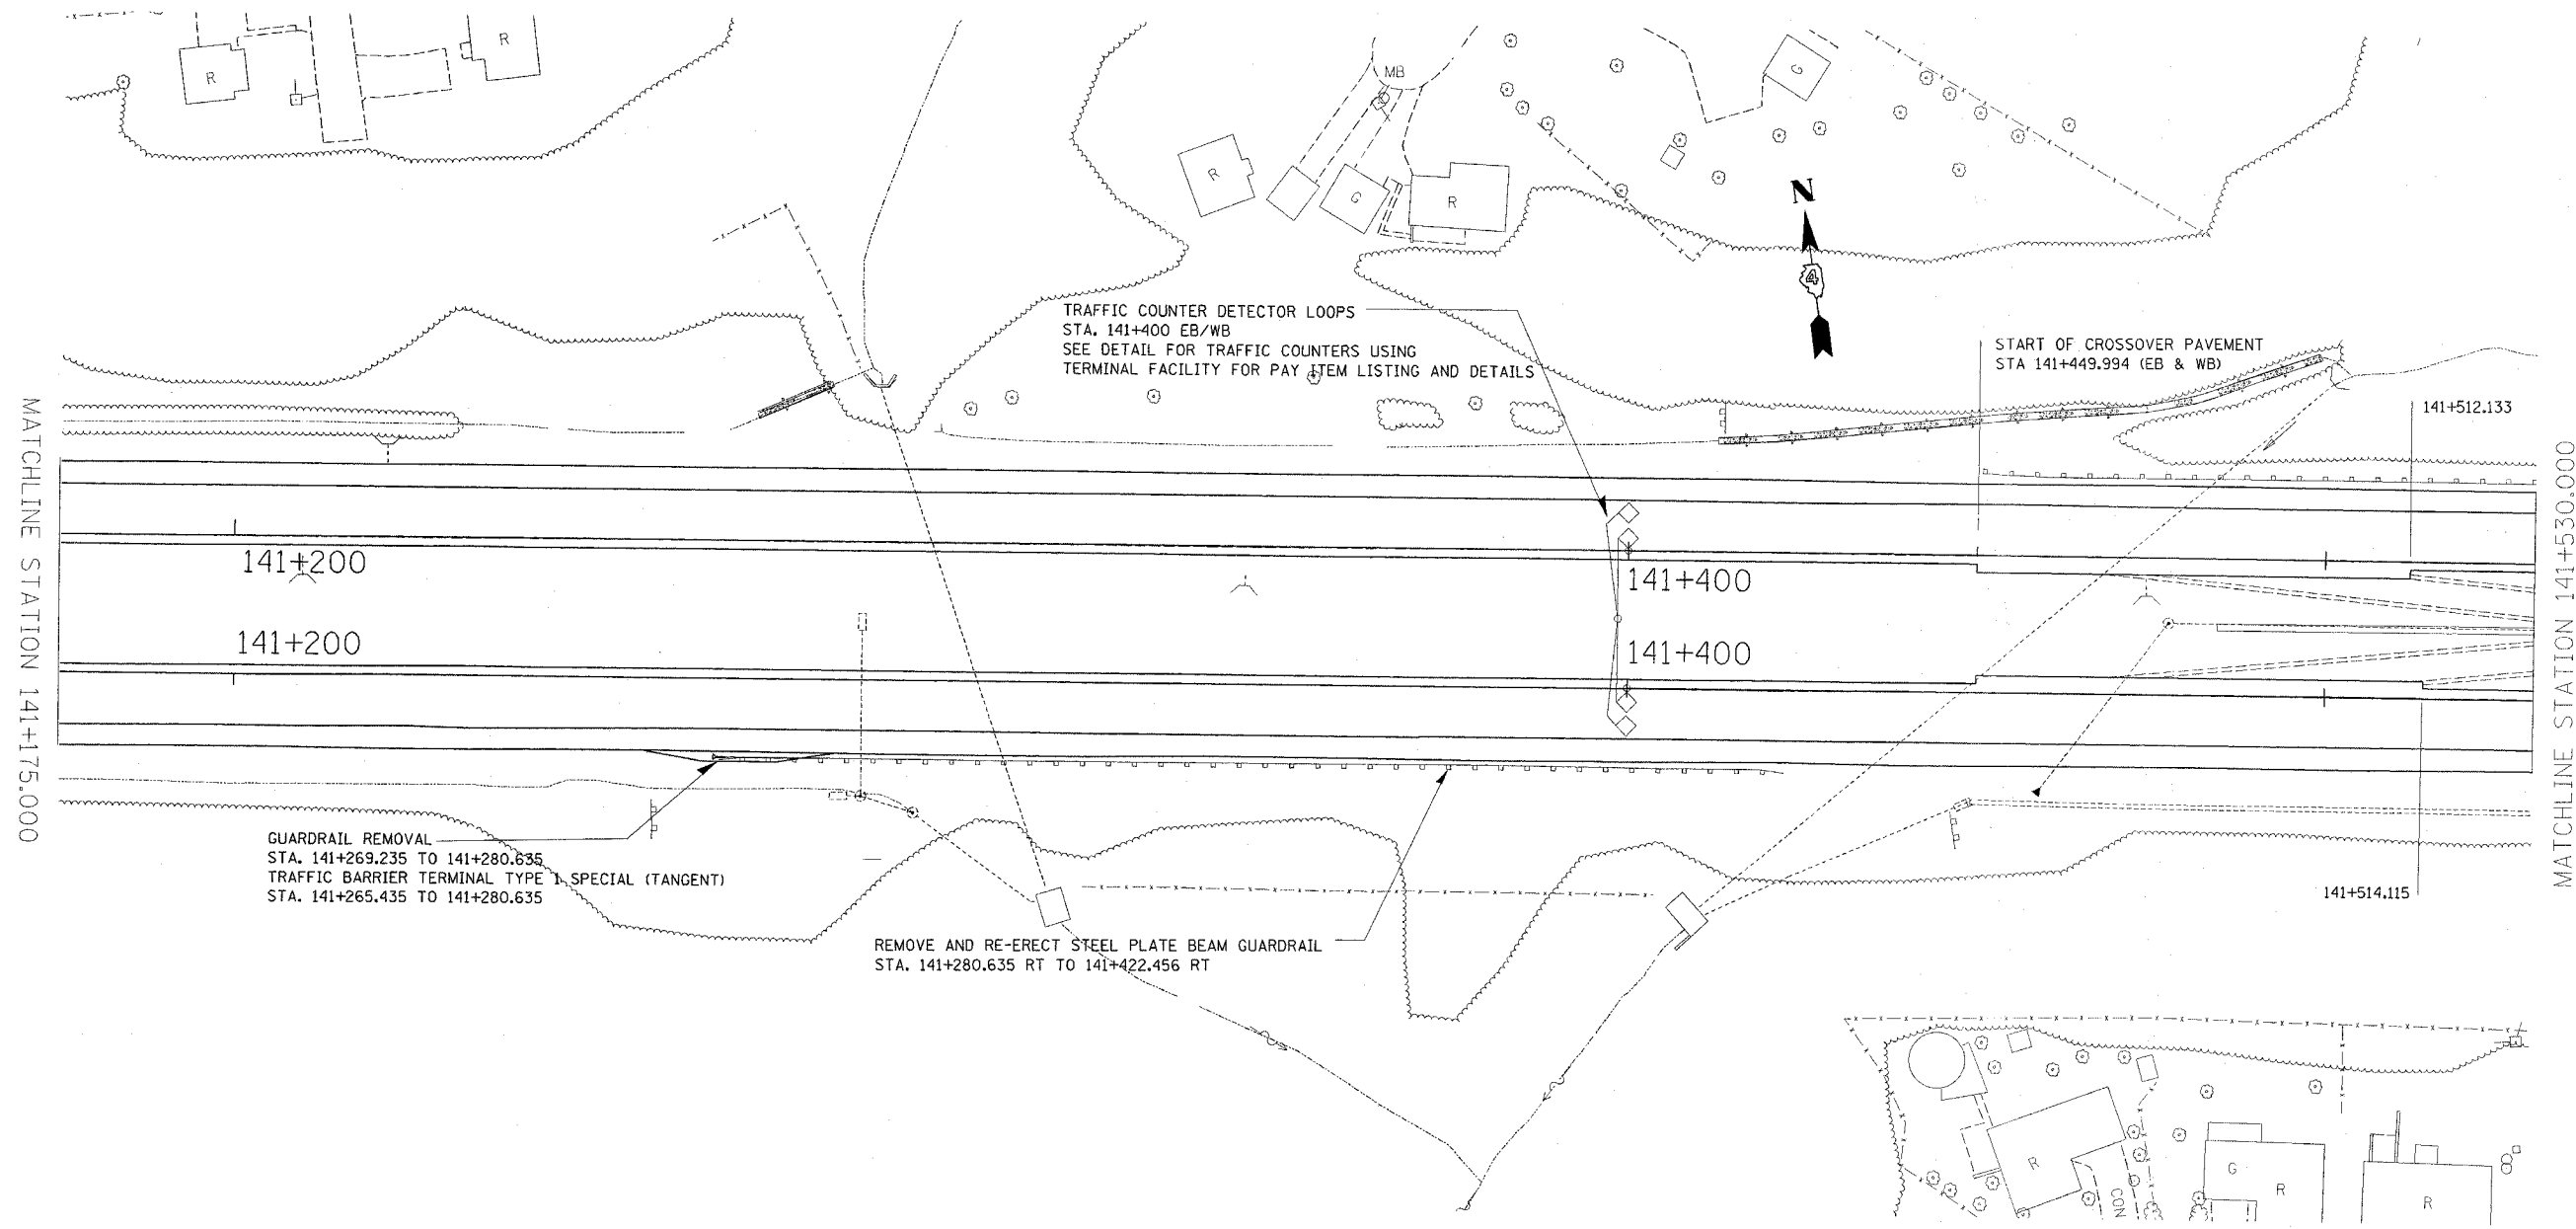 R
R
MB
G
R
G
R
N
4
TRAFFIC COUNTER DETECTOR LOOPS
STA. 141+400 EB/WB
SEE DETAIL FOR TRAFFIC COUNTERS USING
TERMINAL FACILITY FOR PAY ITEM LISTING AND DETAILS
START OF CROSSOVER PAVEMENT
STA 141+449.994 (EB & WB)
141+512.133
MATCHLINE STATION 141+175.000
MATCHLINE STATION 141+530.000
141+200
141+400
141+200
141+400
GUARDRAIL REMOVAL
STA. 141+269.235 TO 141+280.635
TRAFFIC BARRIER TERMINAL TYPE 1 SPECIAL (TANGENT)
STA. 141+265.435 TO 141+280.635
141+514.115
REMOVE AND RE-ERECT STEEL PLATE BEAM GUARDRAIL
STA. 141+280.635 RT TO 141+422.456 RT
R
CON
G
R
R